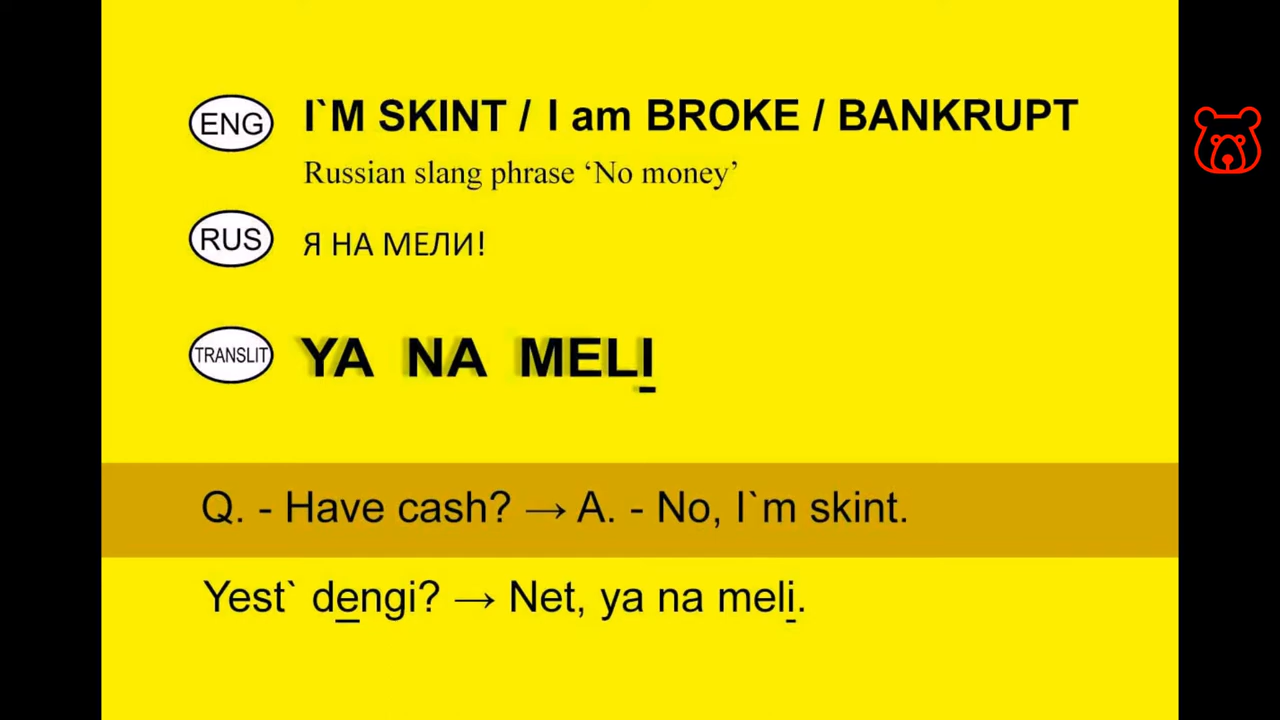 ENG I`M SKINT / I am BROKE / BANKRUPT
Russian slang phrase ‘No money’
RUS Я НА МЕЛИ!
TRANSLIT YA NA MELI
Q. - Have cash? → A. - No, I`m skint.
Yest` dengi? → Net, ya na meli.